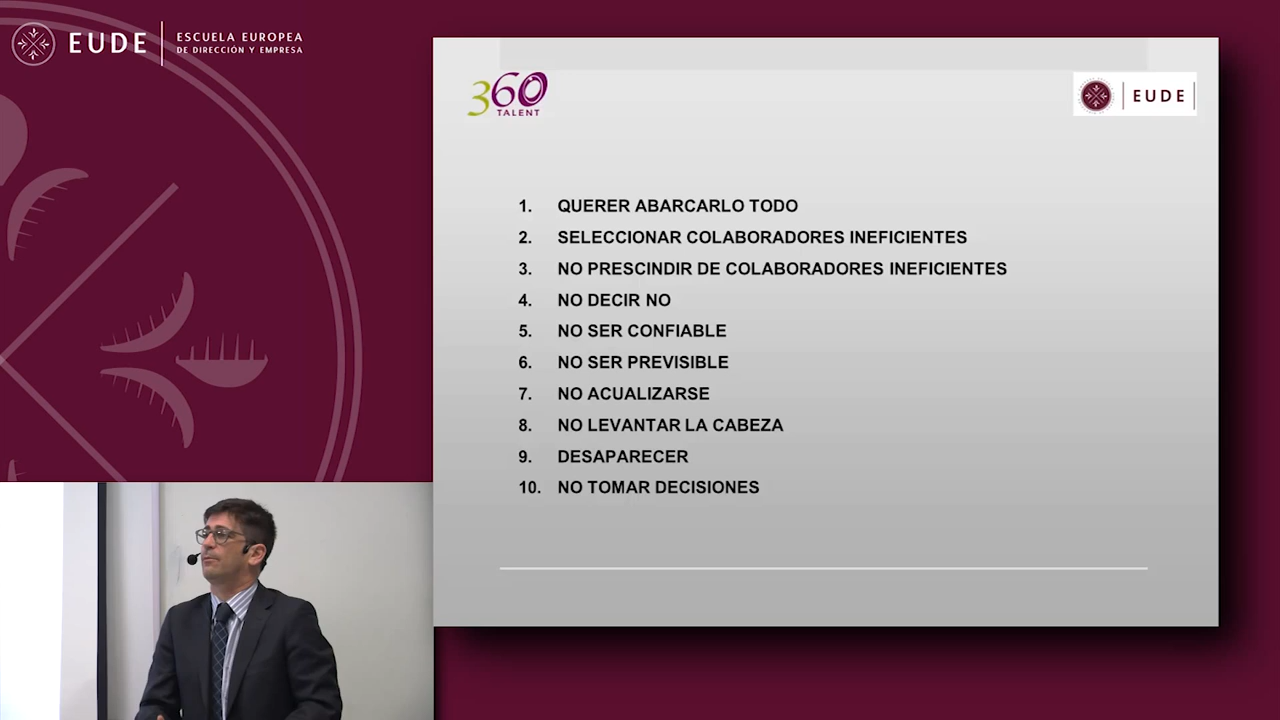 EUDE
ESCUELA EUROPEA
DE DIRECCIÓN Y EMPRESA
360
TALENT
EUDE
1. QUERER ABARCARLO TODO
2. SELECCIONAR COLABORADORES INEFICIENTES
3. NO PRESCINDIR DE COLABORADORES INEFICIENTES
4. NO DECIR NO
5. NO SER CONFIABLE
6. NO SER PREVISIBLE
7. NO ACUALIZARSE
8. NO LEVANTAR LA CABEZA
9. DESAPARECER
10. NO TOMAR DECISIONES